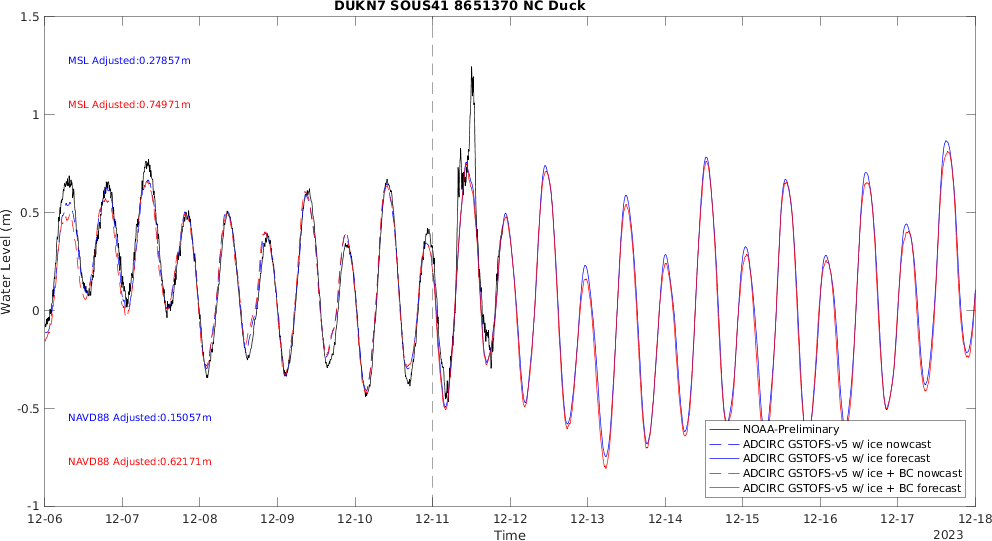 DUKN7 SOUS41 8651370 NC Duck
1.5
1
0.5
0
-0.5
-1
Water Level (m)
MSL Adjusted:0.27857m
MSL Adjusted:0.74971m
NAVD88 Adjusted:0.15057m
NAVD88 Adjusted:0.62171m
NOAA-Preliminary
ADCIRC GSTOFS-v5 w/ ice nowcast
ADCIRC GSTOFS-v5 w/ ice forecast
ADCIRC GSTOFS-v5 w/ ice + BC nowcast
ADCIRC GSTOFS-v5 w/ ice + BC forecast
12-06 12-07 12-08 12-09 12-10 12-11 12-12 12-13 12-14 12-15 12-16 12-17 12-18
Time
2023